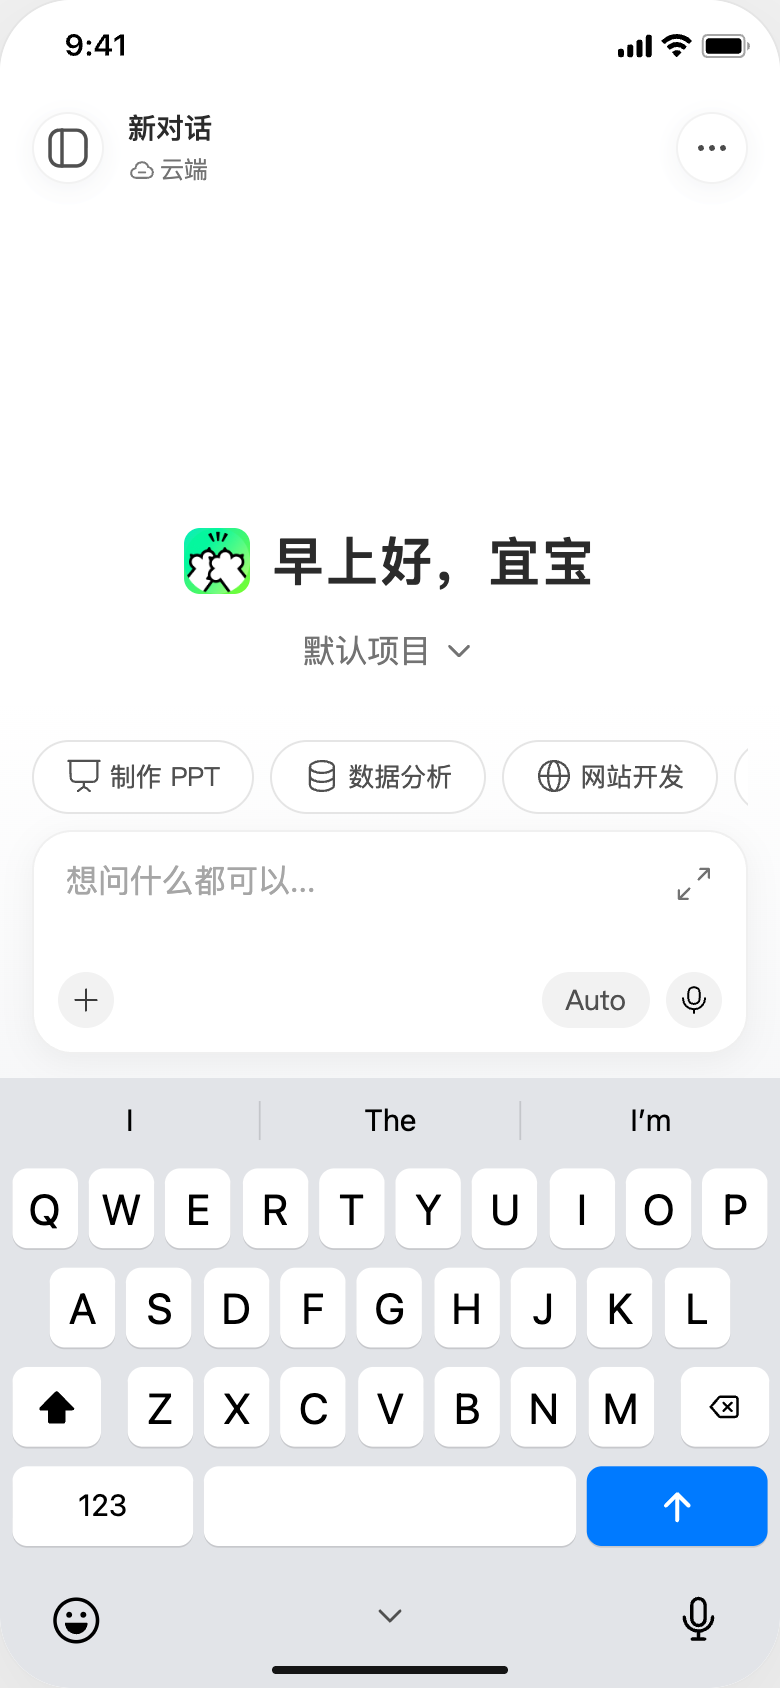 9:41
新对话
云端
早上好，宜宝
默认项目
制作 PPT
数据分析
网站开发
想问什么都可以...
Auto
I
The
I’m
Q W E R T Y U I O P
A S D F G H J K L
Z X C V B N M
123